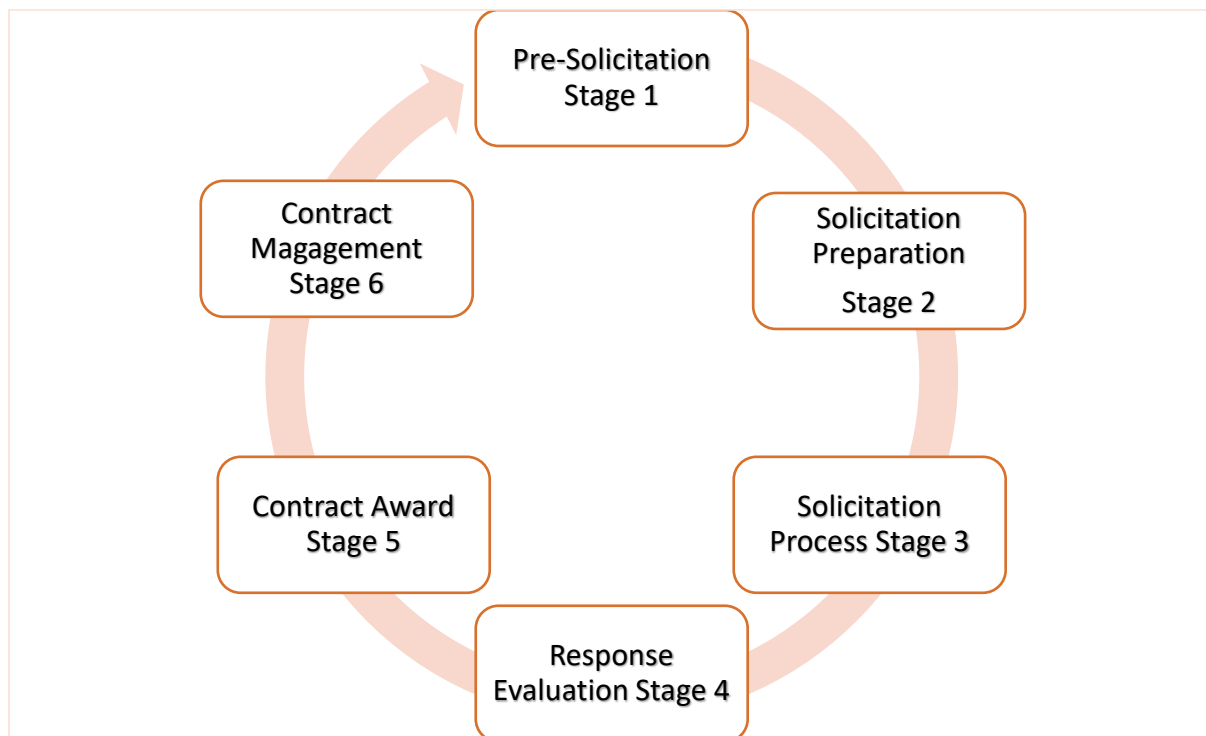 Pre-Solicitation
Stage 1
Solicitation
Preparation
Stage 2
Solicitation
Process Stage 3
Response
Evaluation Stage 4
Contract Award
Stage 5
Contract
Magagement
Stage 6